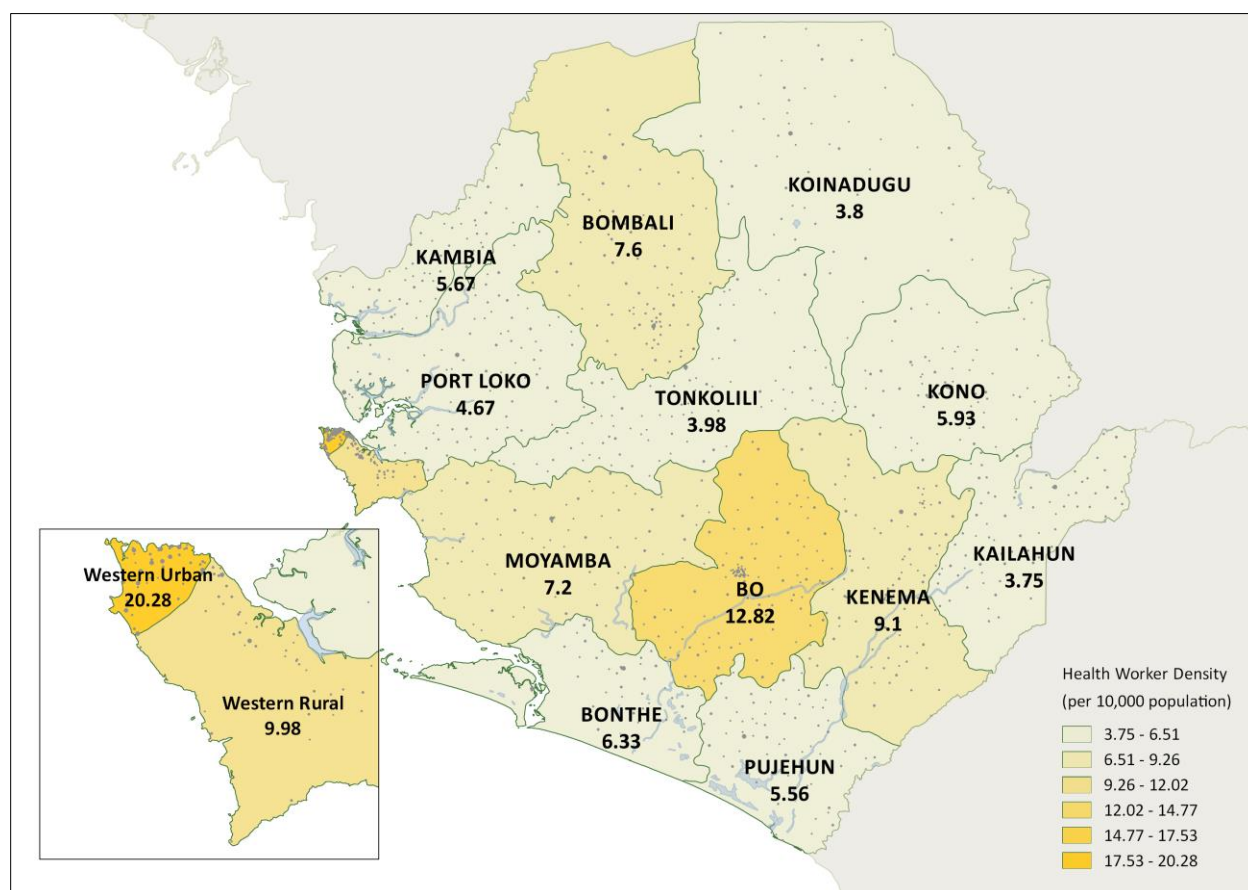 KOINADUGU
3.8
BOMBALI
7.6
KAMBIA
5.67
PORT LOKO
4.67
TONKOLILI
3.98
KONO
5.93
KAILAHUN
3.75
MOYAMBA
7.2
BO
12.82
KENEMA
9.1
BONTHE
6.33
PUJEHUN
5.56
Western Urban
20.28
Western Rural
9.98
Health Worker Density
(per 10,000 population)
3.75 - 6.51
6.51 - 9.26
9.26 - 12.02
12.02 - 14.77
14.77 - 17.53
17.53 - 20.28